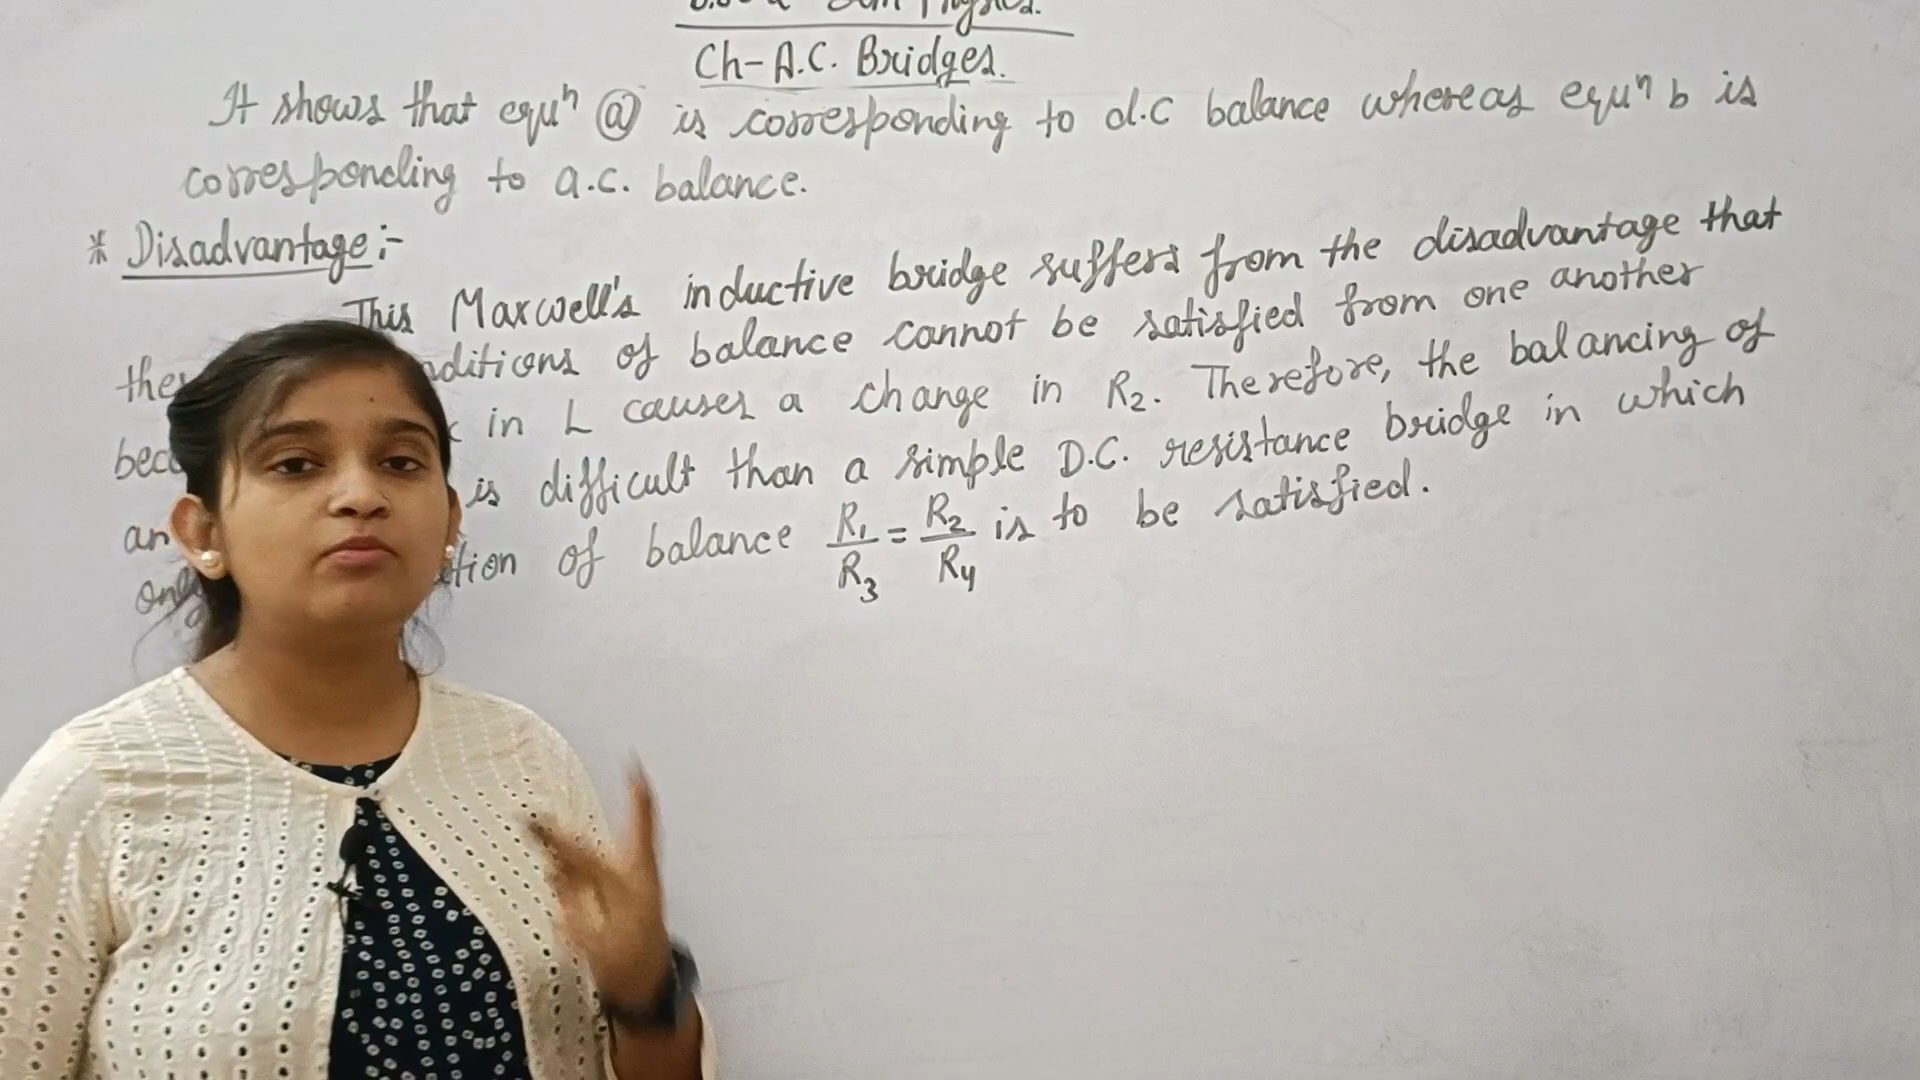 Physics.
Ch-A.C. Bridges.
It shows that equⁿ ⓐ is corresponding to d.c balance whereas equⁿ b is
corresponding to a.c. balance.
* Disadvantage:-
This Maxwell's inductive bridge suffers from the disadvantage that
the conditions of balance cannot be satisfied from one another
in L causes a change in R₂. Therefore, the balancing of
is difficult than a simple D.C. resistance bridge in which
only of balance R₁/R₃ = R₂/R₄ is to be satisfied.